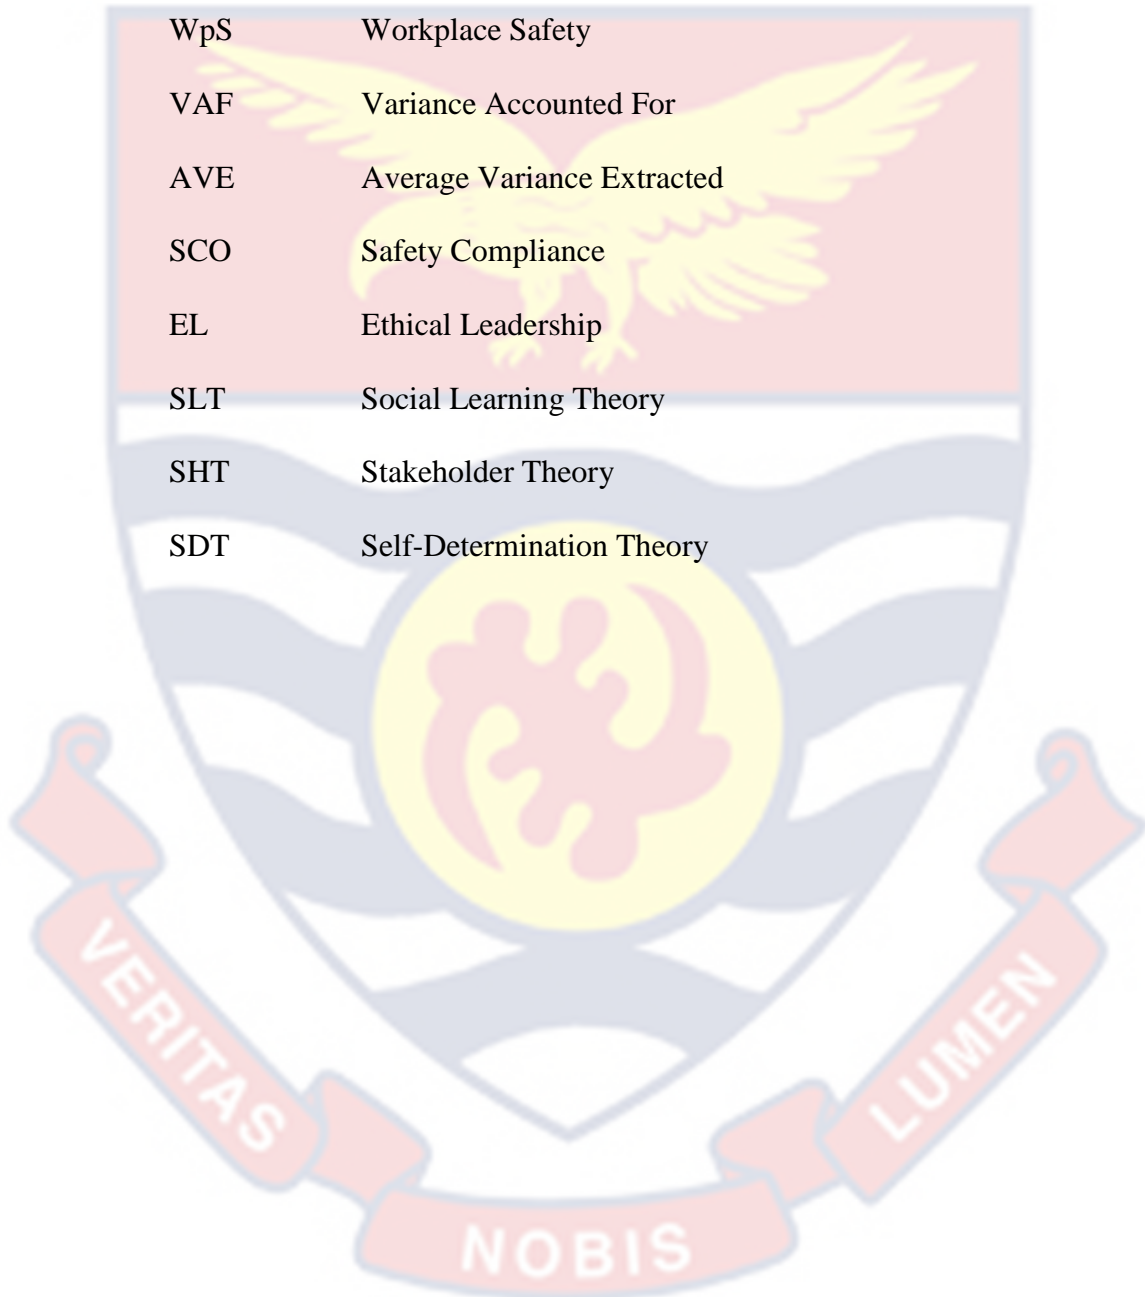 WpS Workplace Safety
VAF Variance Accounted For
AVE Average Variance Extracted
SCO Safety Compliance
EL Ethical Leadership
SLT Social Learning Theory
SHT Stakeholder Theory
SDT Self-Determination Theory
VERITAS
NOBIS
LUMEN